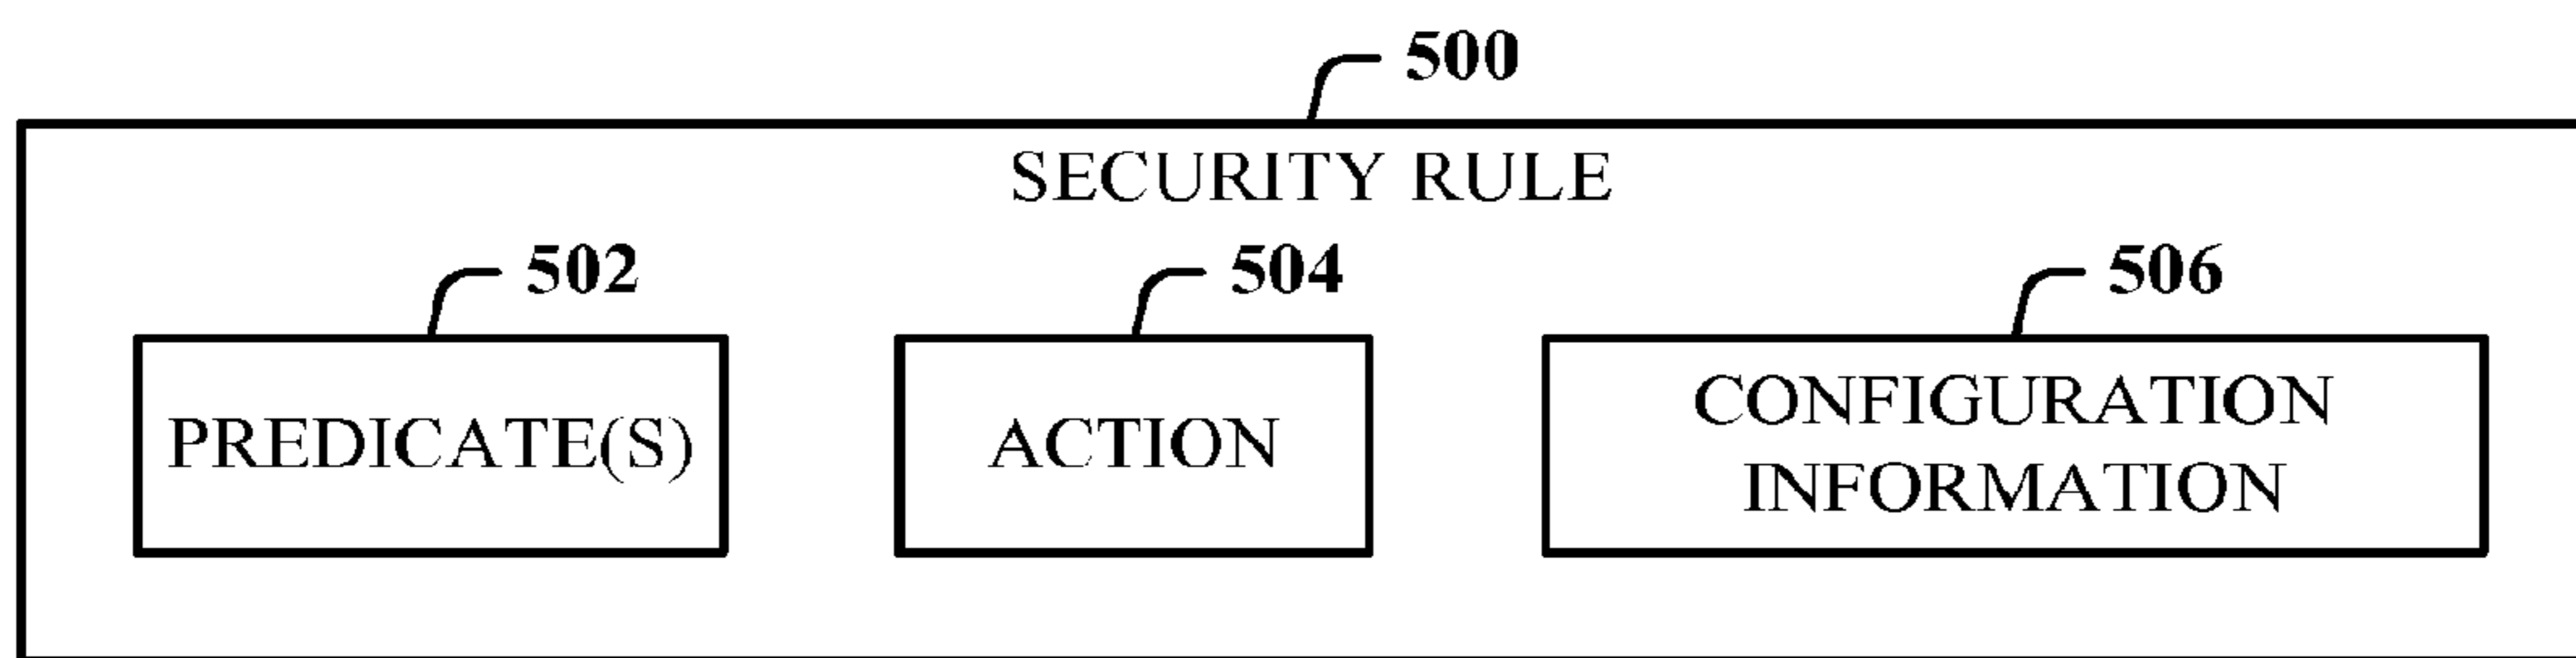 500
SECURITY RULE
502
504
506
PREDICATE(S)
ACTION
CONFIGURATION
INFORMATION